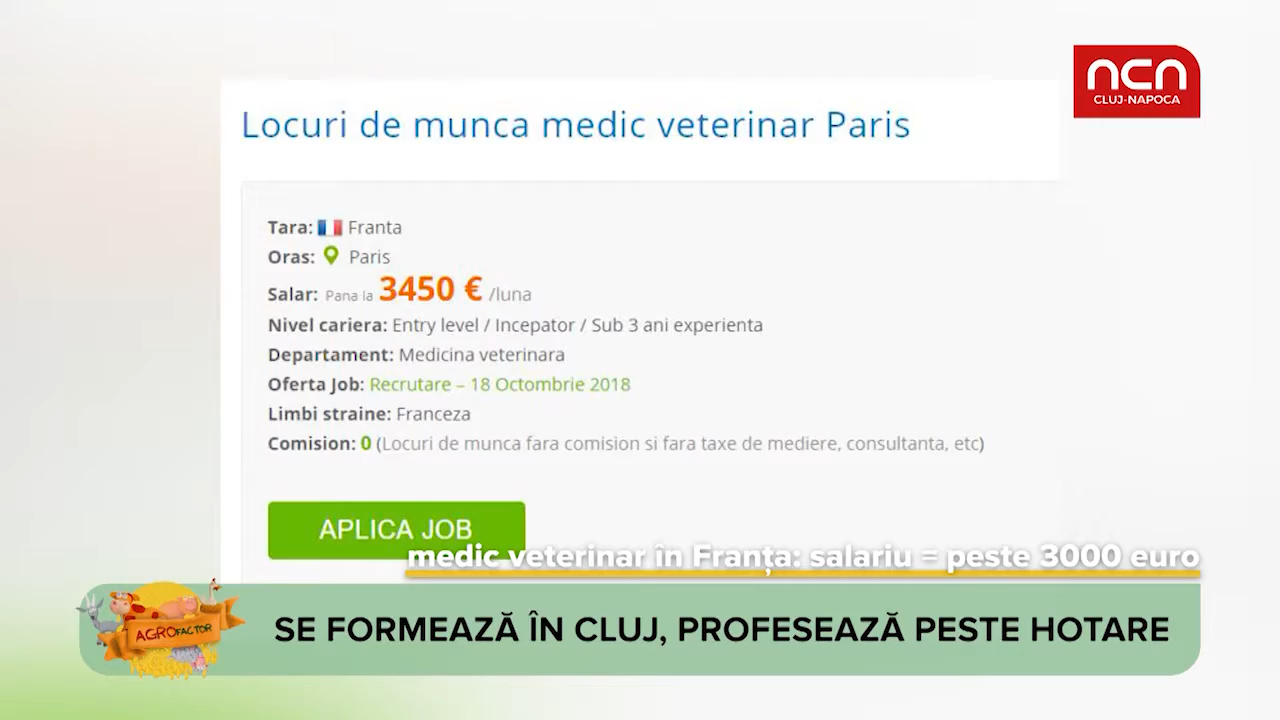 ncn
CLUJ-NAPOCA
Locuri de munca medic veterinar Paris
Tara: Franta
Oras: Paris
Salar: Pana la 3450 € /luna
Nivel cariera: Entry level / Incepator / Sub 3 ani experienta
Departament: Medicina veterinara
Oferta Job: Recrutare – 18 Octombrie 2018
Limbi straine: Franceza
Comision: 0 (Locuri de munca fara comision si fara taxe de mediere, consultanta, etc)
APLICA JOB
medic veterinar în Franța: salariu = peste 3000 euro
AGROFACTOR
SE FORMEAZĂ ÎN CLUJ, PROFESEAZĂ PESTE HOTARE